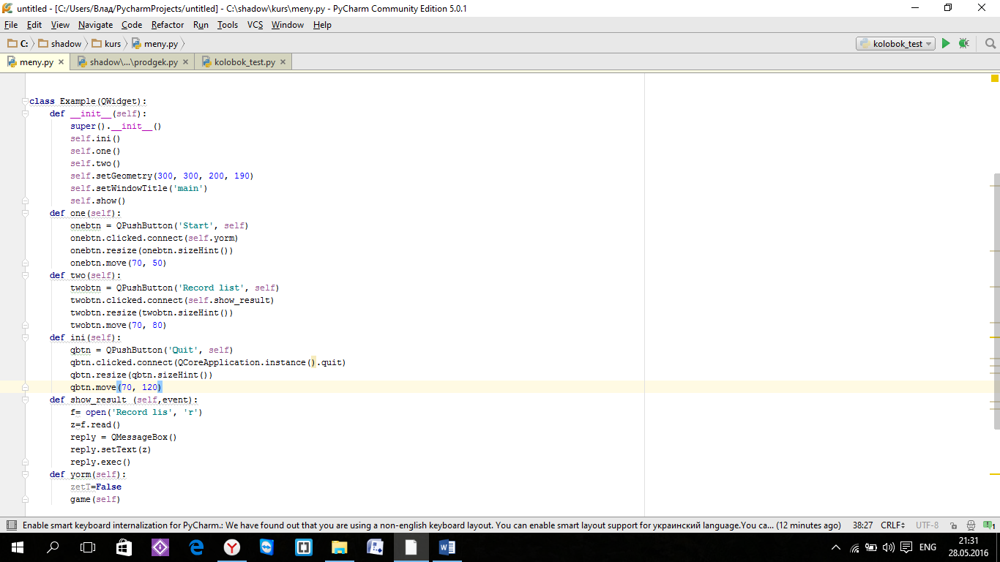 untitled - [C:/Users/Влад/PycharmProjects/untitled] - C:\shadow\kurs\meny.py - PyCharm Community Edition 5.0.1
File Edit View Navigate Code Refactor Run Tools VCS Window Help
C: shadow kurs meny.py kolobok_test
meny.py shadow\...\prodgek.py kolobok_test.py
class Example(QWidget):
def __init__(self):
super().__init__()
self.ini()
self.one()
self.two()
self.setGeometry(300, 300, 200, 190)
self.setWindowTitle('main')
self.show()
def one(self):
onebtn = QPushButton('Start', self)
onebtn.clicked.connect(self.yorm)
onebtn.resize(onebtn.sizeHint())
onebtn.move(70, 50)
def two(self):
twobtn = QPushButton('Record list', self)
twobtn.clicked.connect(self.show_result)
twobtn.resize(twobtn.sizeHint())
twobtn.move(70, 80)
def ini(self):
qbtn = QPushButton('Quit', self)
qbtn.clicked.connect(QCoreApplication.instance().quit)
qbtn.resize(qbtn.sizeHint())
qbtn.move(70, 120)
def show_result (self,event):
f= open('Record lis', 'r')
z=f.read()
reply = QMessageBox()
reply.setText(z)
reply.exec()
def yorm(self):
zetT=False
game(self)
Enable smart keyboard internalization for PyCharm.: We have found out that you are using a non-english keyboard layout. You can enable smart layout support for украинский language.You ca... (12 minutes ago) 38:27 CRLF UTF-8 1
ENG 21:31
28.05.2016